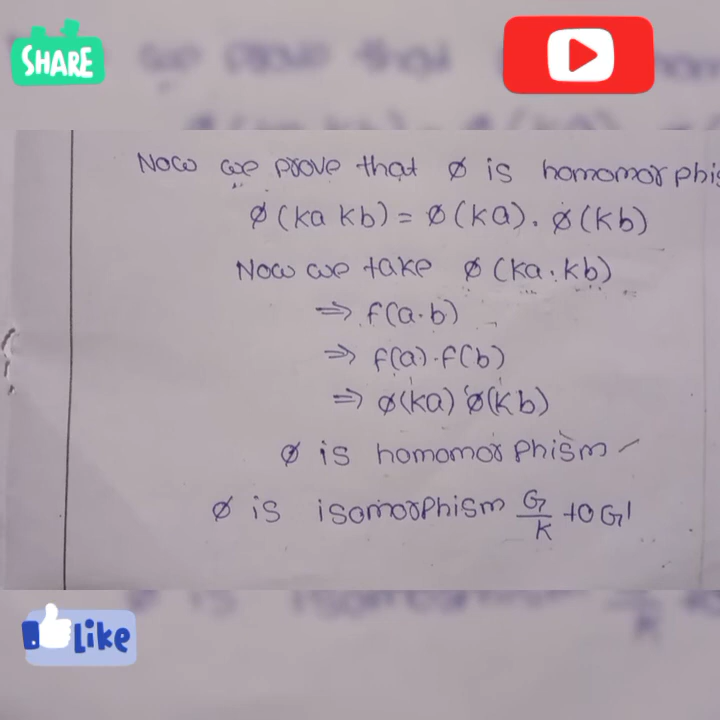 SHARE
Now we prove that ø is homomorphis
ø (ka kb) = ø (ka). ø (kb)
Now we take ø (ka.kb)
⇒ f(a.b)
⇒ f(a).f(b)
⇒ ø(ka) ø(kb)
ø is homomorphism
ø is isomorphism G/K to G'
Like